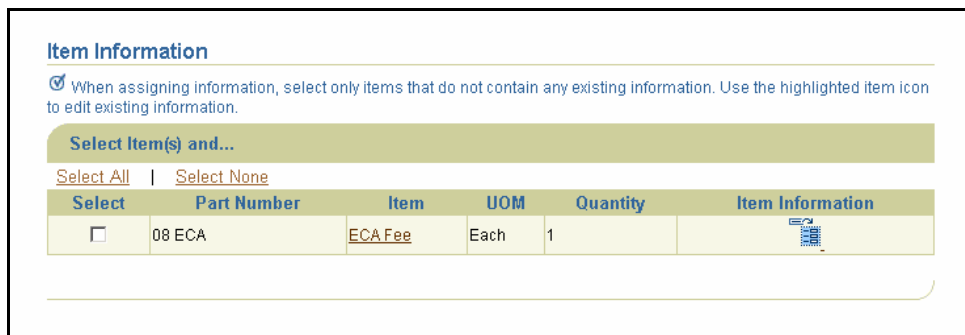 Item Information
When assigning information, select only items that do not contain any existing information. Use the highlighted item icon
to edit existing information.
Select Item(s) and...
Select All | Select None
Select Part Number Item UOM Quantity Item Information
08 ECA ECA Fee Each 1